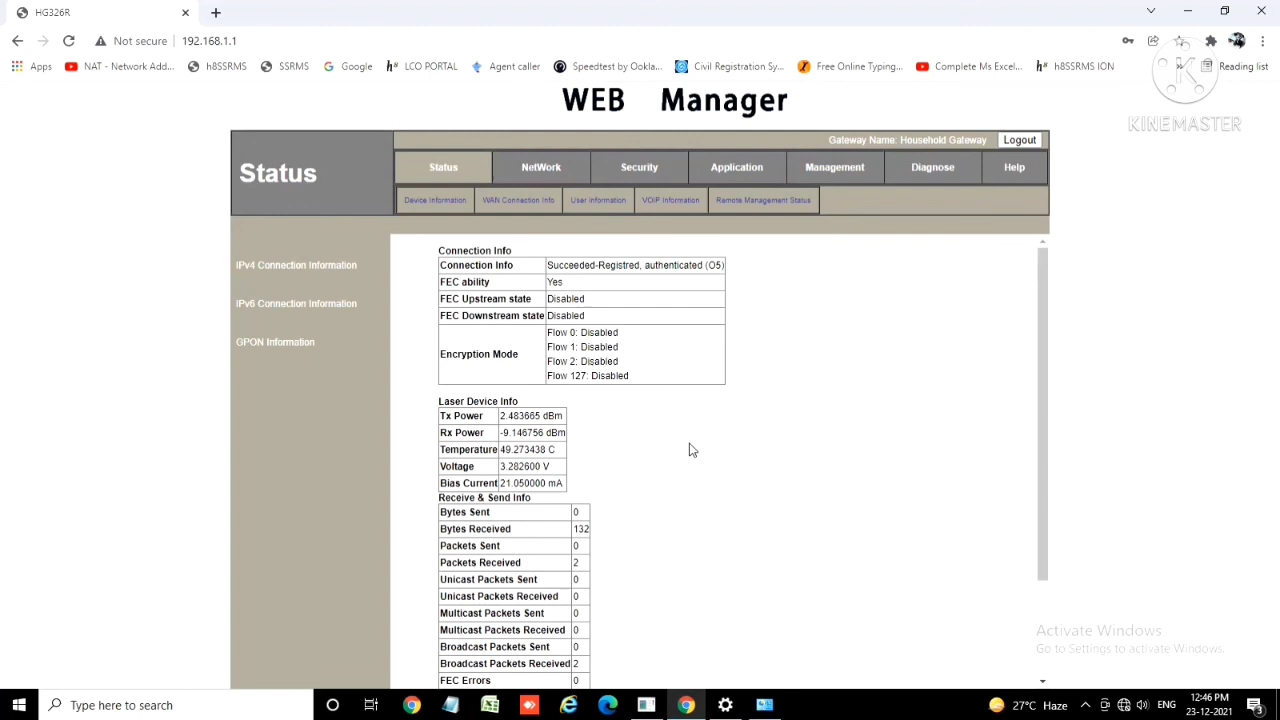 HG326R
Not secure 192.168.1.1
Apps NAT - Network Add... h8SSRMS SSRMS Google LCO PORTAL Agent caller Speedtest by Ookla... Civil Registration Sy... Free Online Typing... Complete Ms Excel... h8SSRMS ION Reading list
KINEMASTER
WEB Manager
Gateway Name: Household Gateway Logout
Status
Status NetWork Security Application Management Diagnose Help
Device Information WAN Connection Info User Information VOIP Information Remote Management Status
IPv4 Connection Information
IPv6 Connection Information
GPON Information
Connection Info
Connection Info Succeeded-Registred, authenticated (O5)
FEC ability Yes
FEC Upstream state Disabled
FEC Downstream state Disabled
Encryption Mode
Flow 0: Disabled
Flow 1: Disabled
Flow 2: Disabled
Flow 127: Disabled
Laser Device Info
Tx Power 2.483665 dBm
Rx Power -9.146756 dBm
Temperature 49.273438 C
Voltage 3.282600 V
Bias Current 21.050000 mA
Receive & Send Info
Bytes Sent 0
Bytes Received 132
Packets Sent 0
Packets Received 2
Unicast Packets Sent 0
Unicast Packets Received 0
Multicast Packets Sent 0
Multicast Packets Received 0
Broadcast Packets Sent 0
Broadcast Packets Received 2
FEC Errors 0
Activate Windows
Go to Settings to activate Windows.
Type here to search
27°C Haze
ENG
12:46 PM
23-12-2021
3